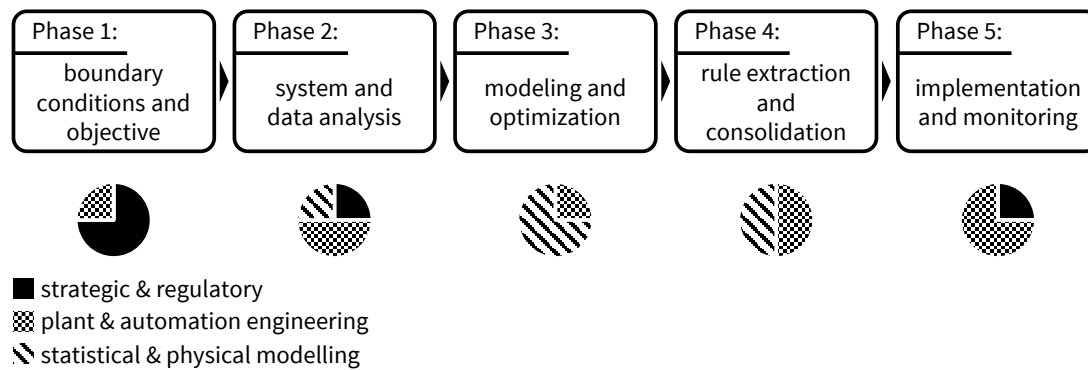 Phase 1:
boundary
conditions and
objective
Phase 2:
system and
data analysis
Phase 3:
modeling and
optimization
Phase 4:
rule extraction
and
consolidation
Phase 5:
implementation
and monitoring
strategic & regulatory
plant & automation engineering
statistical & physical modelling